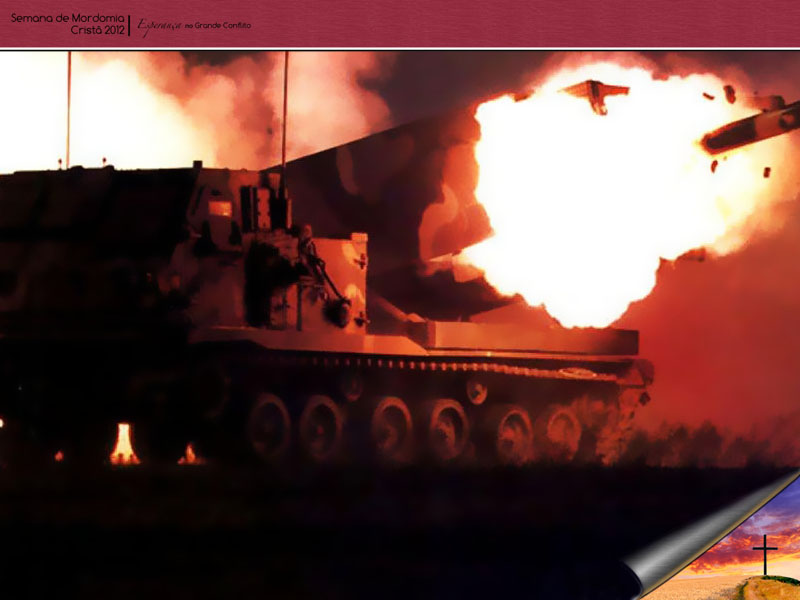 Semana de Mordomia
Cristã 2012
Esperança no Grande Conflito